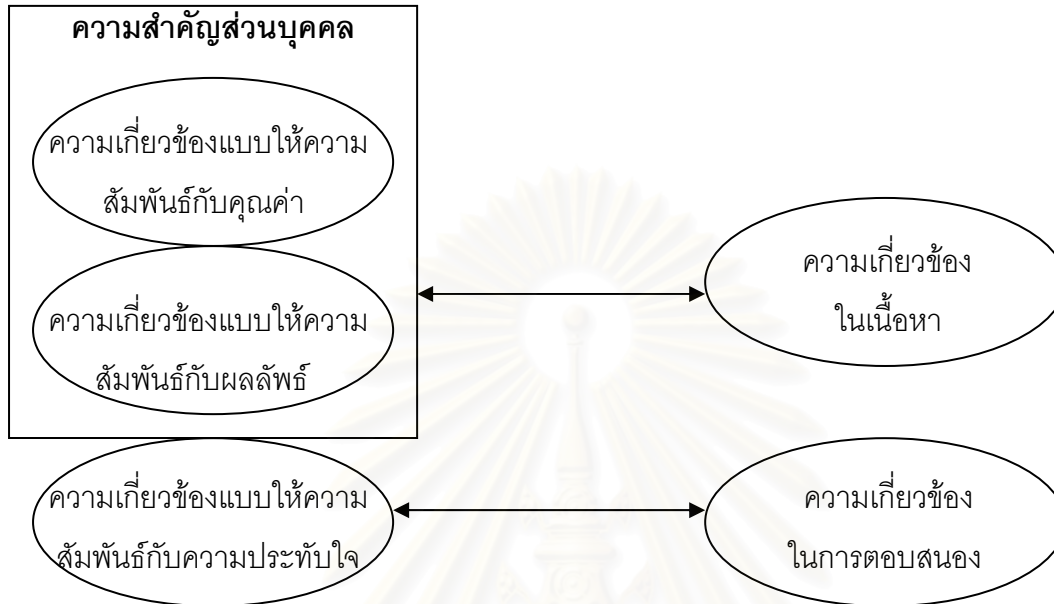 ความสำคัญส่วนบุคคล
ความเกี่ยวข้องแบบให้ความ
สัมพันธ์กับคุณค่า
ความเกี่ยวข้องแบบให้ความ
สัมพันธ์กับผลลัพธ์
ความเกี่ยวข้อง
ในเนื้อหา
ความเกี่ยวข้องแบบให้ความ
สัมพันธ์กับความประทับใจ
ความเกี่ยวข้อง
ในการตอบสนอง